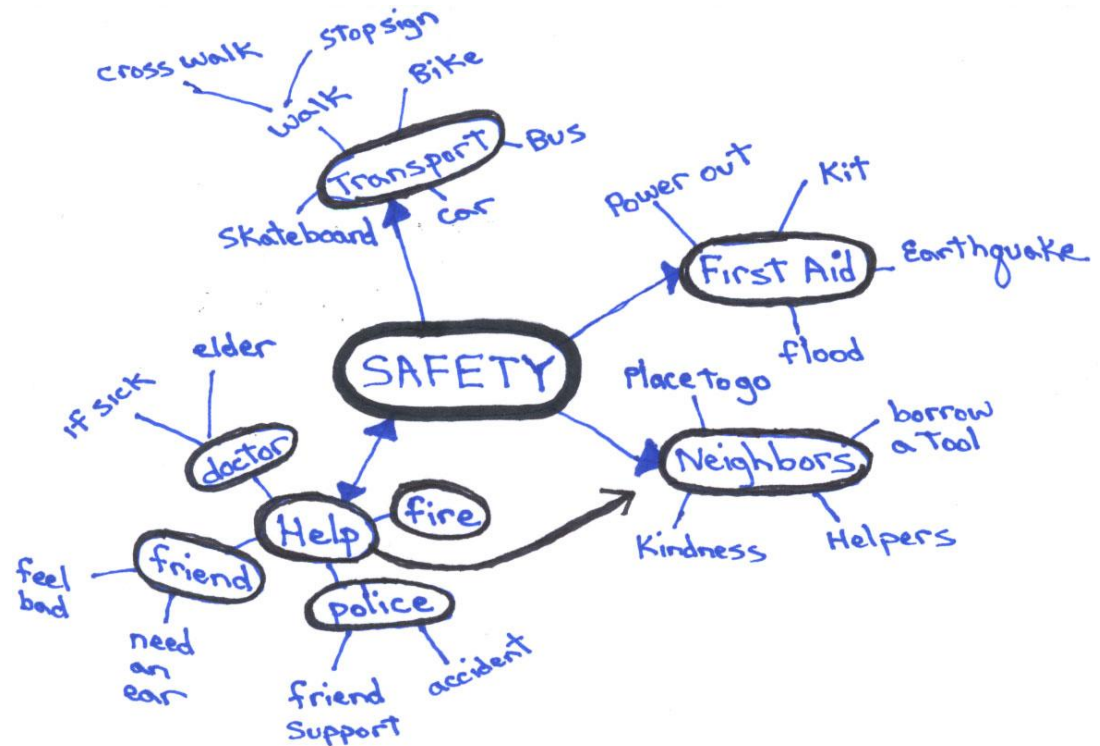 stopsign
cross walk
Bike
walk
Bus
Transport
Power out
Kit
car
skateboard
First Aid
Earthquake
elder
flood
SAFETY
Place to go
if sick
borrow
a Tool
doctor
Neighbors
fire
Help
Kindness
Helpers
friend
feel
bad
police
need
an
ear
accident
friend
Support